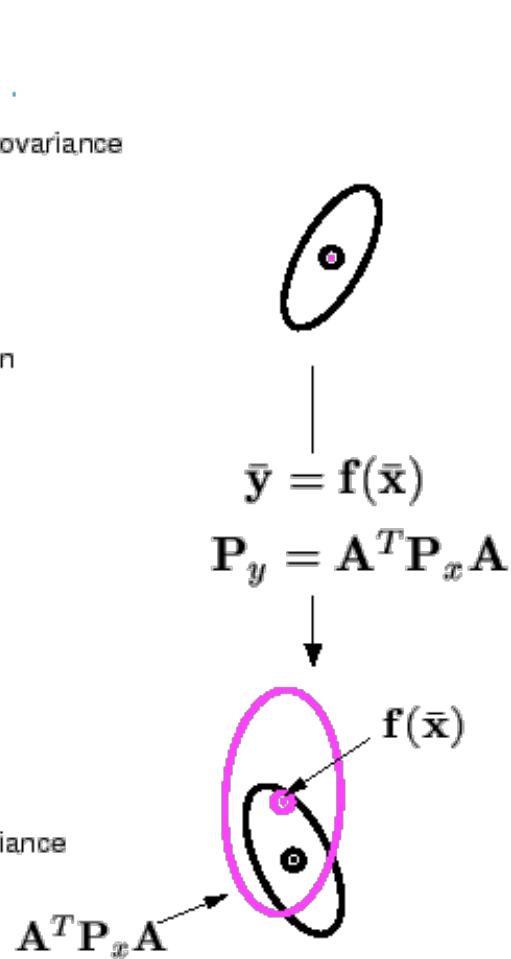 ovariance
n
ȳ = f(x̄)
P_y = A^T P_x A
f(x̄)
iance
A^T P_x A